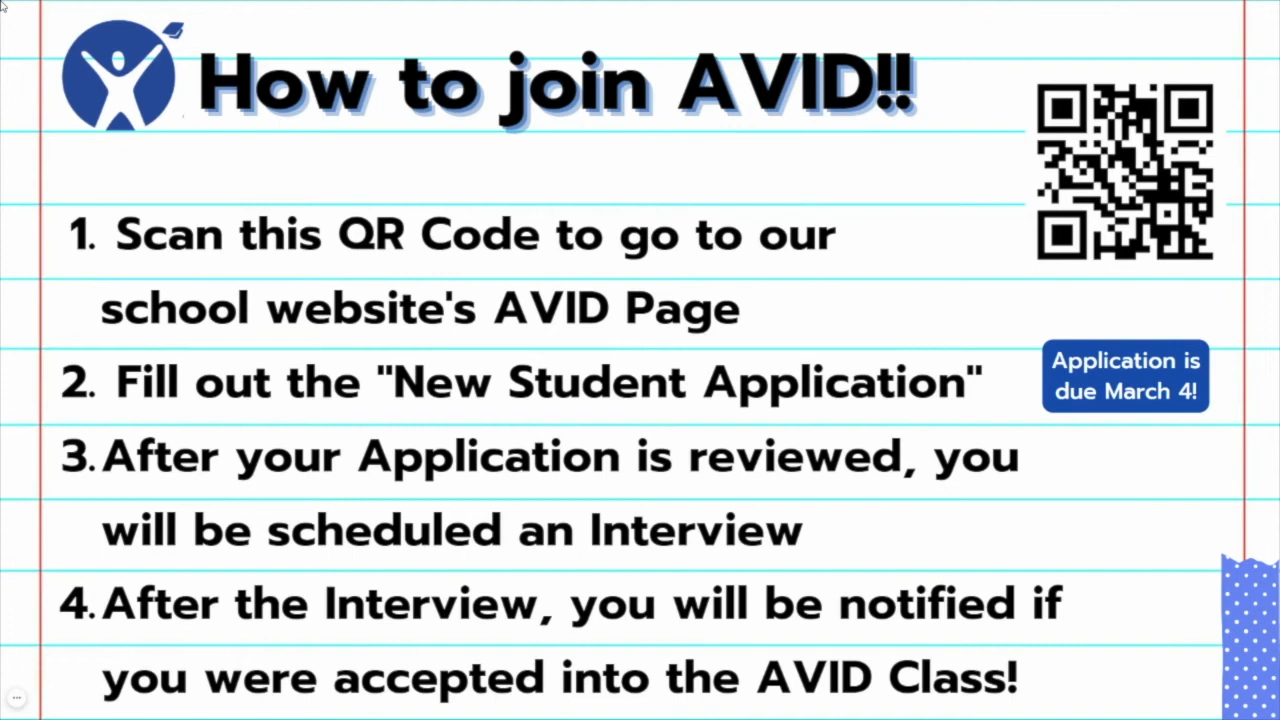 How to join AVID!!
1. Scan this QR Code to go to our
school website's AVID Page
2. Fill out the "New Student Application"
Application is
due March 4!
3. After your Application is reviewed, you
will be scheduled an Interview
4. After the Interview, you will be notified if
you were accepted into the AVID Class!